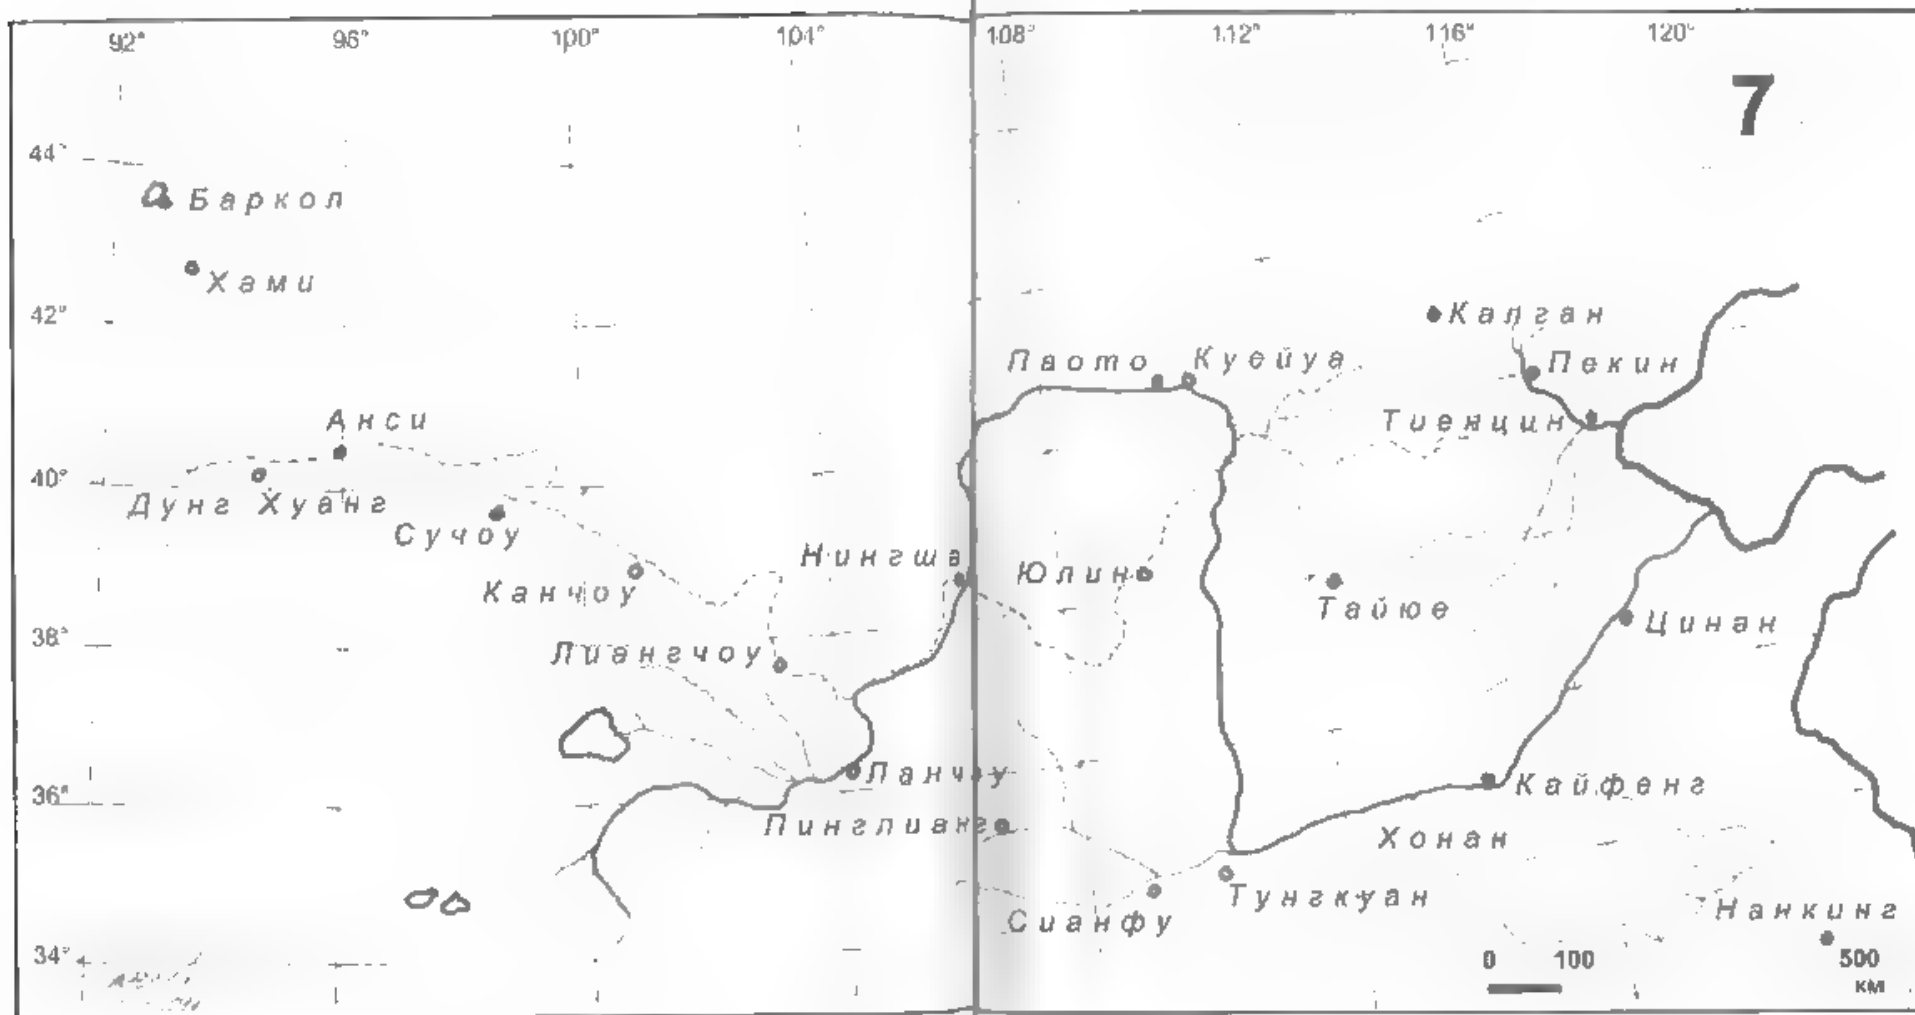 92° 96° 100° 104° 108° 112° 116° 120°
7
44°
Баркол
Хами
42°
Калган
Паото Куейуа
Пекин
Анси
Тиенцин
40°
Дунг Хуанг
Сучоу
Нингша
Юлин
Канчоу
Тайюе
Цинан
38°
Лиангчоу
Ланчоу
Кайфенг
36°
Пинглианг
Хонан
Тунгкуан
Сианфу
Нанкинг
34°
0 100 500
км